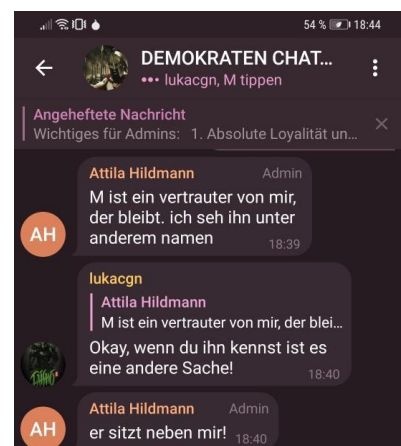 54 % 18:44
DEMOKRATEN CHAT...
lukacgn, M tippen
Angeheftete Nachricht
Wichtiges für Admins: 1. Absolute Loyalität un...
Attila Hildmann Admin
M ist ein vertrauter von mir,
der bleibt. ich seh ihn unter
anderem namen
18:39
AH
lukacgn
Attila Hildmann
M ist ein vertrauter von mir, der blei...
Okay, wenn du ihn kennst ist es
eine andere Sache!
18:40
Attila Hildmann Admin
er sitzt neben mir! 18:40
AH